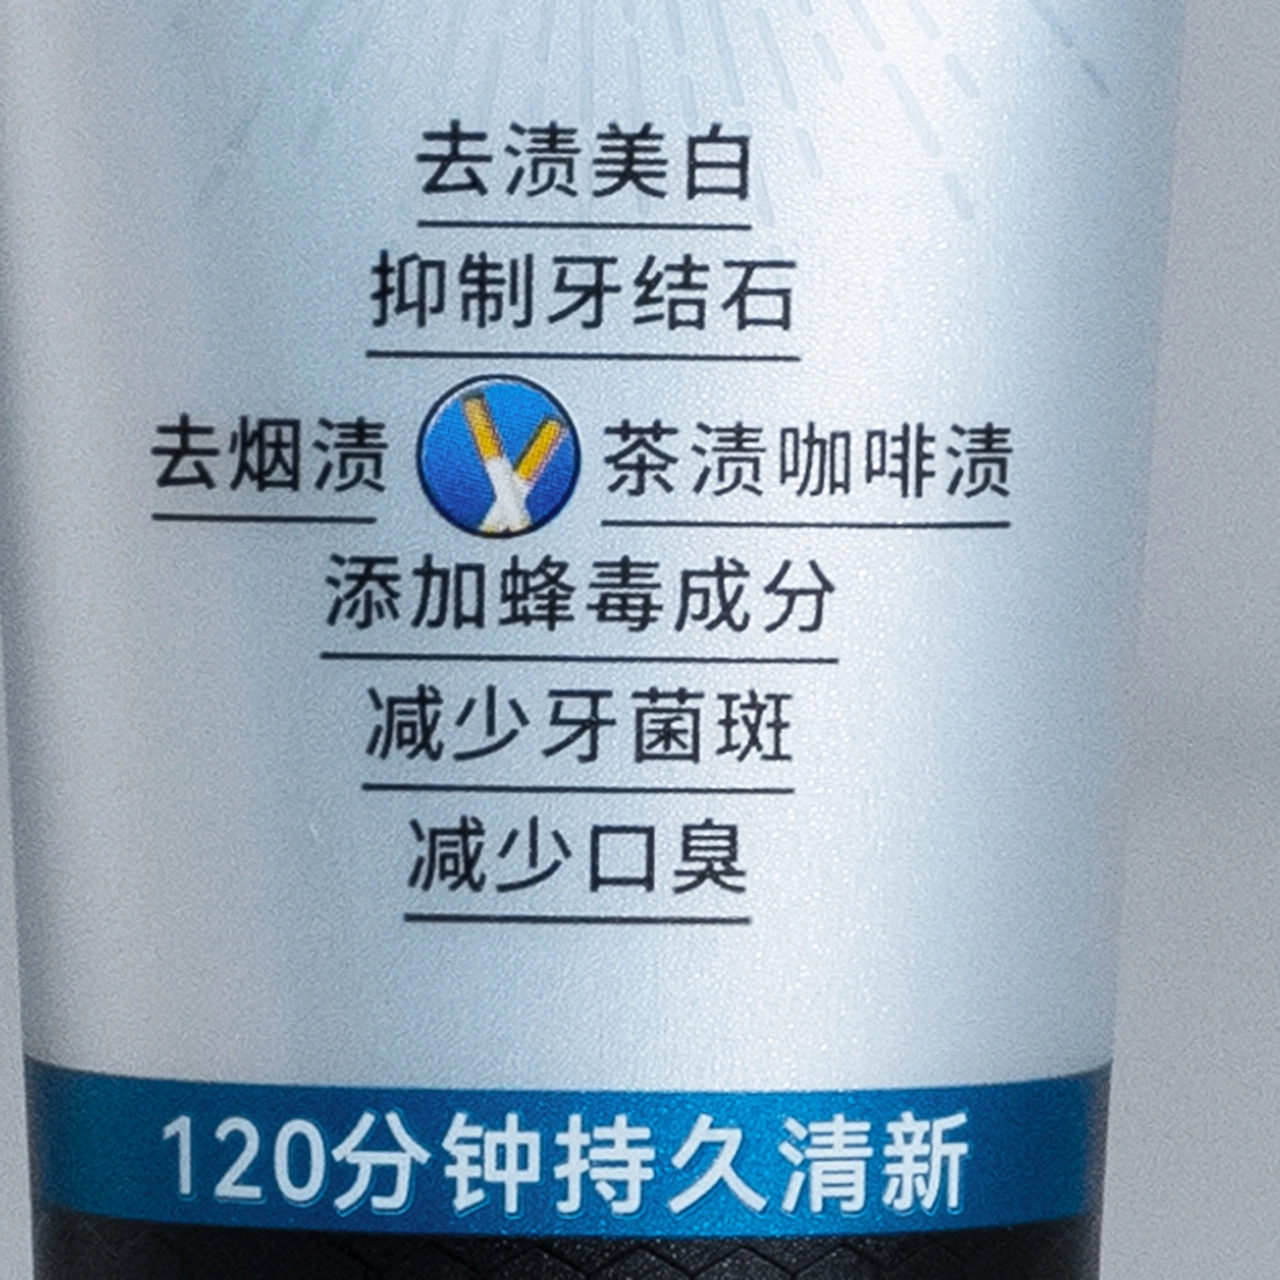 去渍美白
抑制牙结石
去烟渍 茶渍咖啡渍
添加蜂毒成分
减少牙菌斑
减少口臭
120分钟持久清新